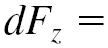 dF_z =